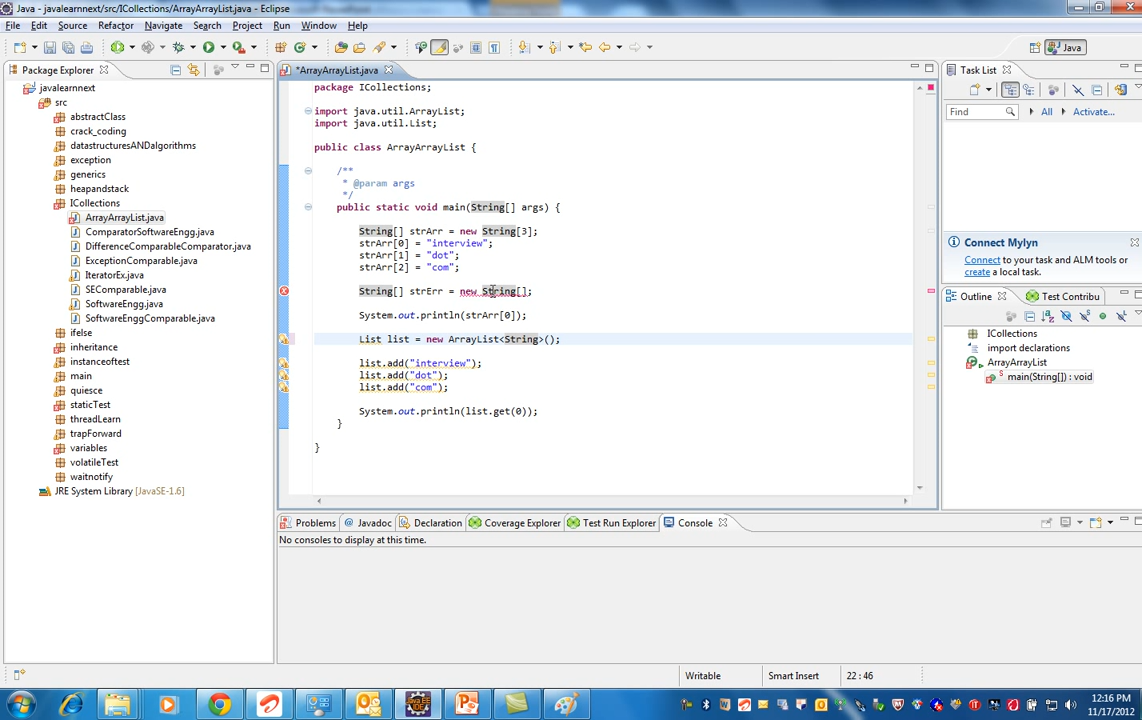 Java - javalearnnext/src/ICollections/ArrayArrayList.java - Eclipse
File Edit Source Refactor Navigate Search Project Run Window Help
Java
Package Explorer
javalearnnext
src
abstractClass
crack_coding
datastructuresANDalgorithms
exception
generics
heapandstack
ICollections
ArrayArrayList.java
ComparatorSoftwareEngg.java
DifferenceComparableComparator.java
ExceptionComparable.java
IteratorEx.java
SEComparable.java
SoftwareEngg.java
SoftwareEnggComparable.java
ifelse
inheritance
instanceoftest
main
quiesce
staticTest
threadLearn
trapForward
variables
volatileTest
waitnotify
JRE System Library [JavaSE-1.6]
*ArrayArrayList.java
package ICollections;
import java.util.ArrayList;
import java.util.List;
public class ArrayArrayList {
/**
* @param args
*/
public static void main(String[] args) {
String[] strArr = new String[3];
strArr[0] = "interview";
strArr[1] = "dot";
strArr[2] = "com";
String[] strErr = new String[];
System.out.println(strArr[0]);
List list = new ArrayList<String>();
list.add("interview");
list.add("dot");
list.add("com");
System.out.println(list.get(0));
}
}
Task List
Find All Activate...
Connect Mylyn
Connect to your task and ALM tools or
create a local task.
Outline Test Contribu
ICollections
import declarations
ArrayArrayList
main(String[]) : void
Problems Javadoc Declaration Coverage Explorer Test Run Explorer Console
No consoles to display at this time.
Writable Smart Insert 22 : 46
12:16 PM
11/17/2012